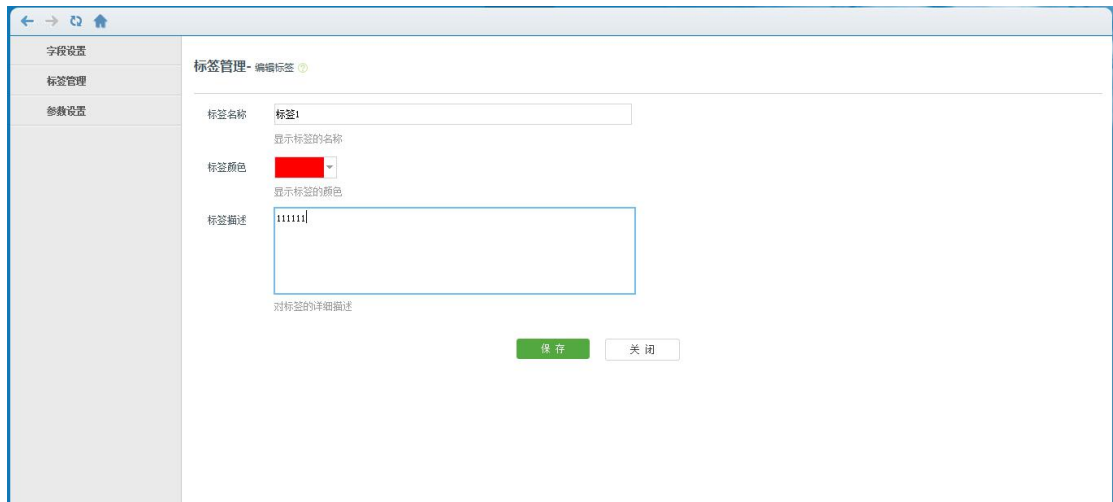 字段设置
标签管理
参数设置
标签管理- 编辑标签
标签名称 标签1
显示标签的名称
标签颜色
显示标签的颜色
标签描述 111111
对标签的详细描述
保存 关闭